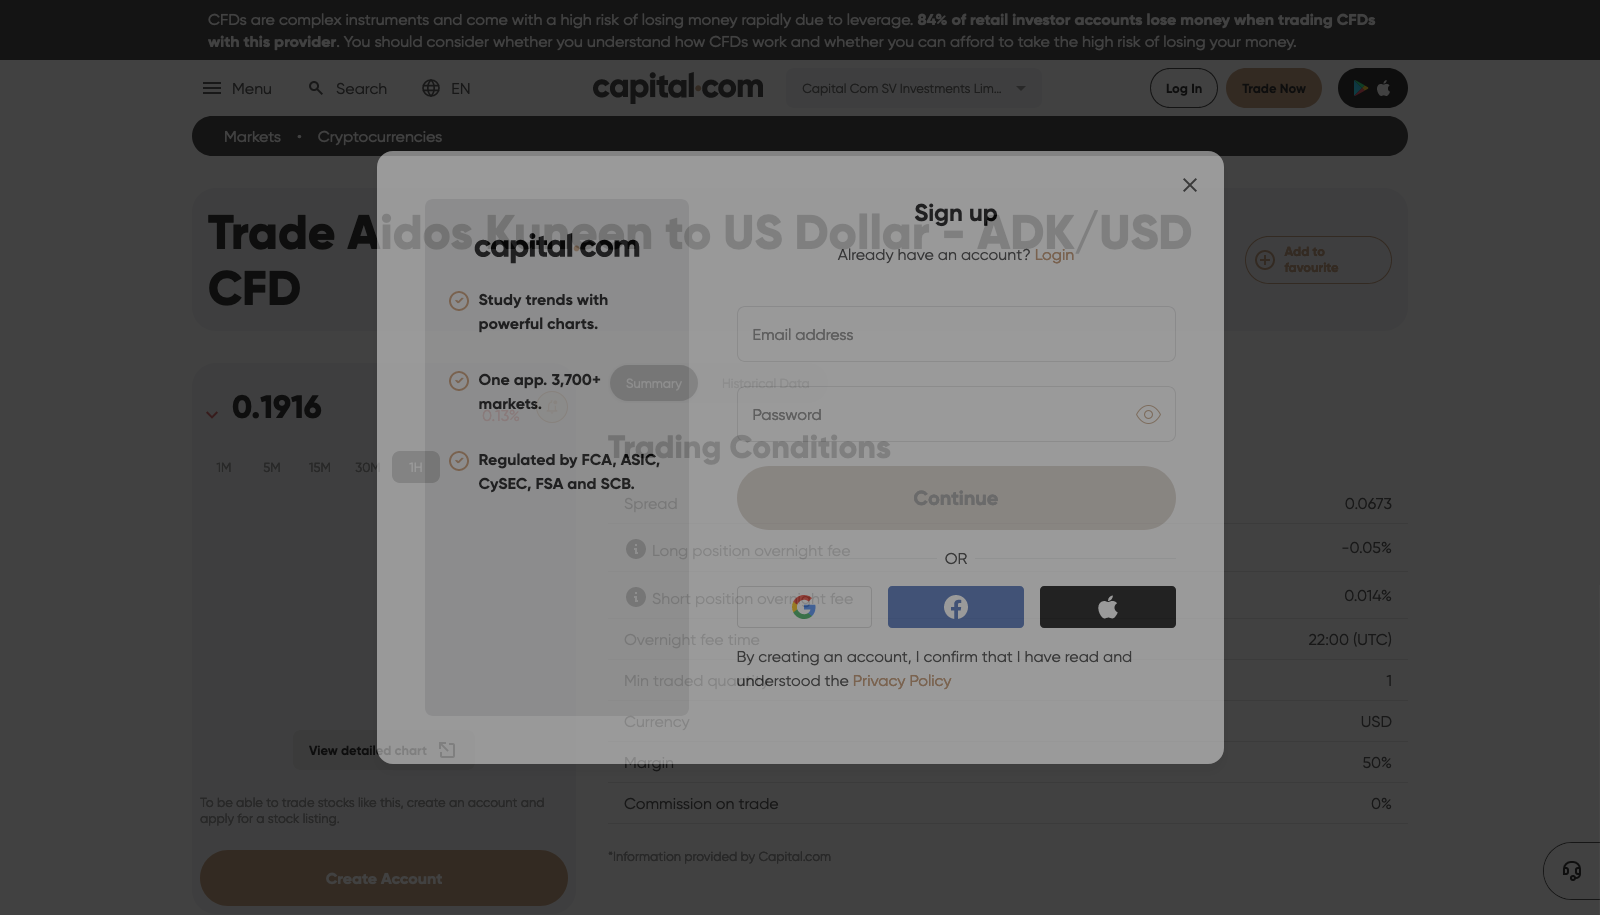 CFDs are complex instruments and come with a high risk of losing money rapidly due to leverage. 84% of retail investor accounts lose money when trading CFDs
with this provider. You should consider whether you understand how CFDs work and whether you can afford to take the high risk of losing your money.
Menu
Search
EN
capital.com
Capital Com SV Investments Lim...
Log In
Trade Now
Markets • Cryptocurrencies
Trade Aidos Kuneen to US Dollar - ADK/USD
CFD
Add to
favourite
0.1916
0.13%
1M
5M
15M
30M
1H
View detailed chart
To be able to trade stocks like this, create an account and
apply for a stock listing.
Create Account
Summary
Historical Data
Trading Conditions
Spread 0.0673
Long position overnight fee -0.05%
Short position overnight fee 0.014%
Overnight fee time 22:00 (UTC)
Min traded quantity 1
Currency USD
Margin 50%
Commission on trade 0%
*Information provided by Capital.com
capital.com
Study trends with
powerful charts.
One app. 3,700+
markets.
Regulated by FCA, ASIC,
CySEC, FSA and SCB.
Sign up
Already have an account? Login
Email address
Password
Continue
OR
By creating an account, I confirm that I have read and
understood the Privacy Policy